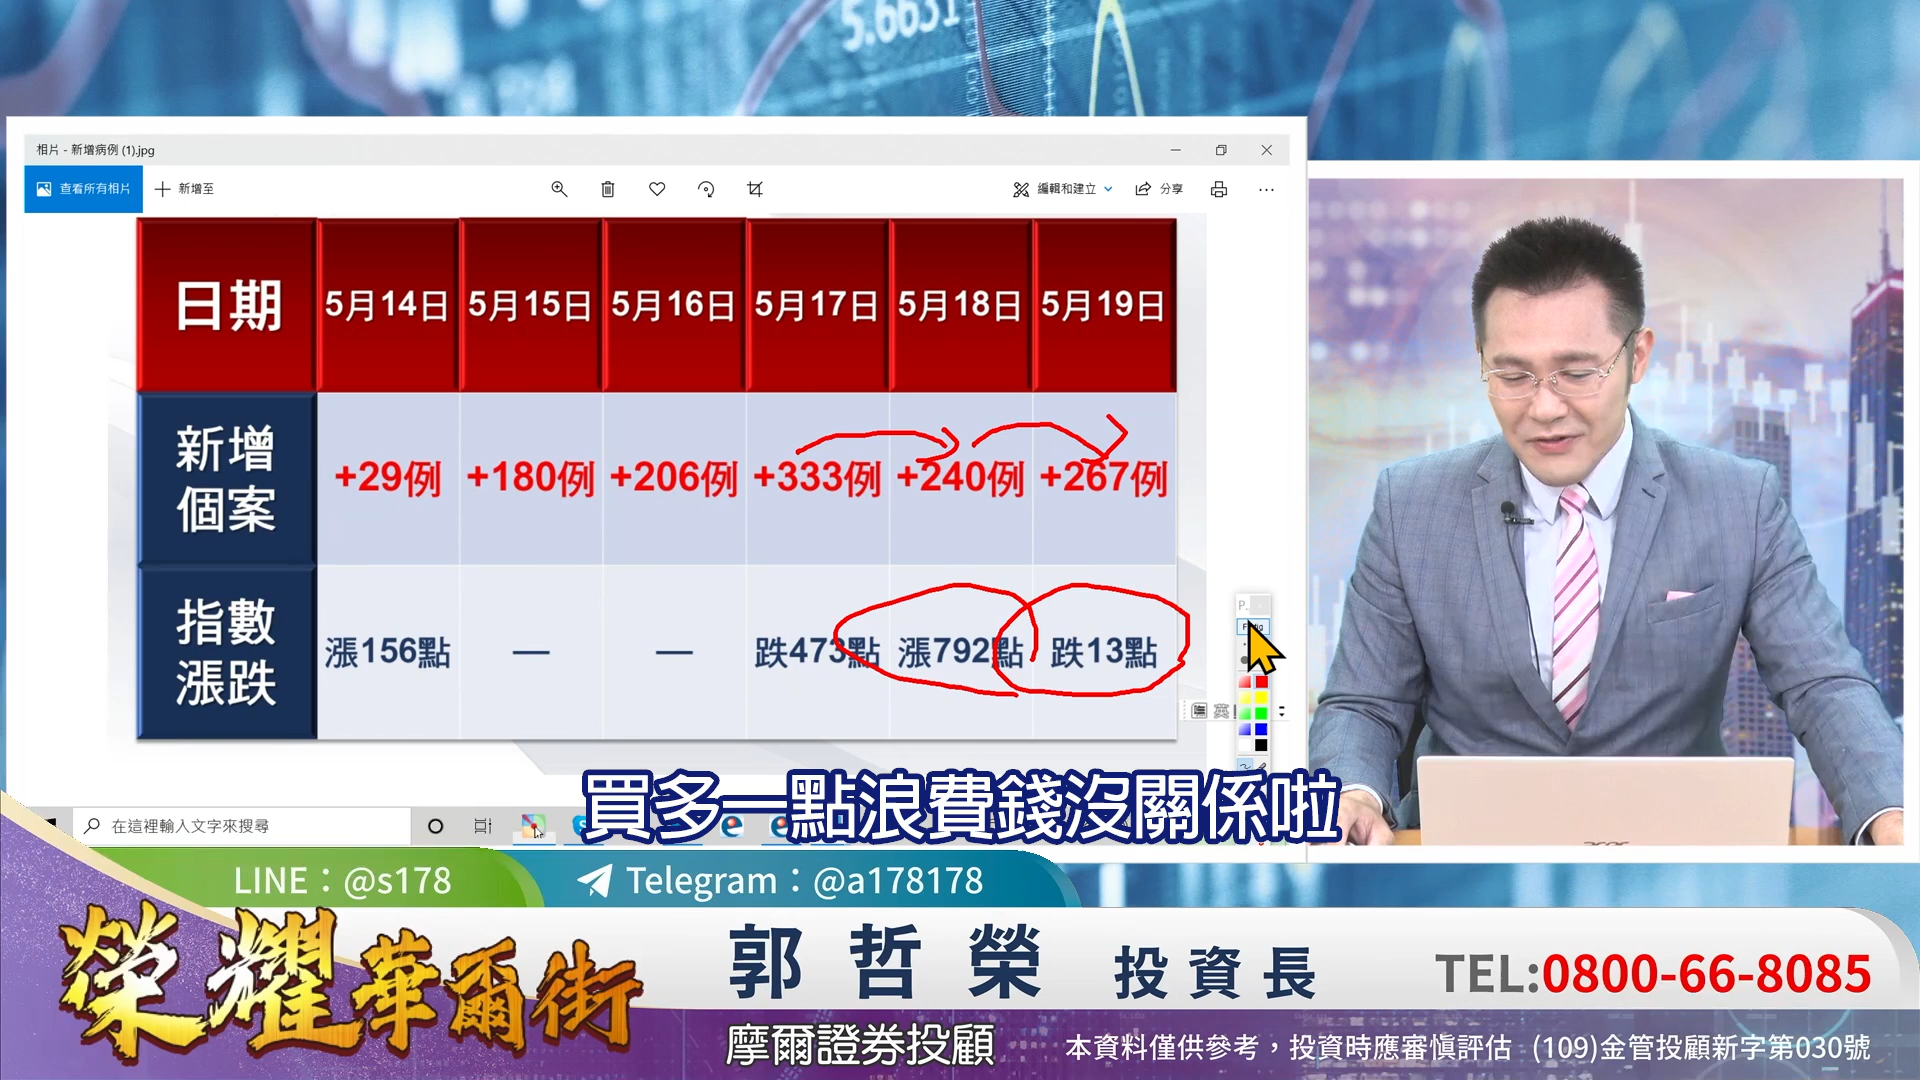 5.6631
相片 - 新增病例 (1).jpg
查看所有相片
新增至
編輯和建立
分享
日期 5月14日 5月15日 5月16日 5月17日 5月18日 5月19日
新增個案 +29例 +180例 +206例 +333例 +240例 +267例
指數漲跌 漲156點 — — 跌473點 漲792點 跌13點
英
買多一點浪費錢沒關係啦
在這裡輸入文字來搜尋
LINE：@s178
Telegram：@a178178
榮耀華爾街
郭哲榮 投資長
TEL:0800-66-8085
摩爾證券投顧
本資料僅供參考，投資時應審慎評估 (109)金管投顧新字第030號
acer